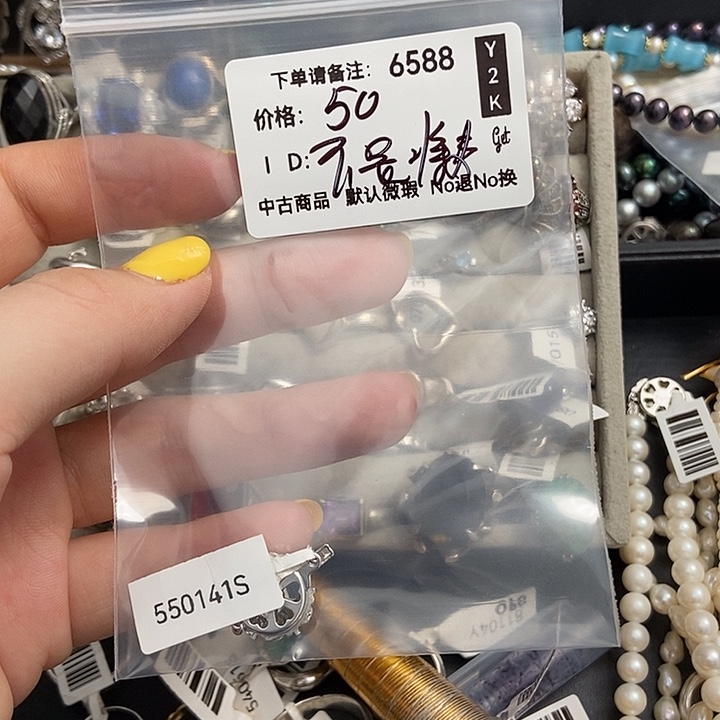 下单请备注: 6588
Y2K
价格: 50
Get
I D:
中古商品 默认微瑕 No退No换
550141S